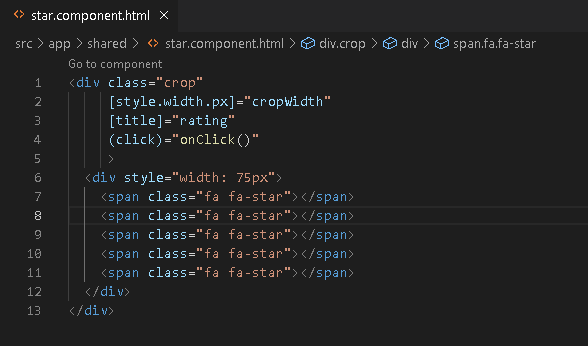 star.component.html
src > app > shared > star.component.html > div.crop > div > span.fa.fa-star
Go to component
1 <div class="crop"
2 [style.width.px]="cropWidth"
3 [title]="rating"
4 (click)="onClick()"
5 >
6 <div style="width: 75px">
7 <span class="fa fa-star"></span>
8 <span class="fa fa-star"></span>
9 <span class="fa fa-star"></span>
10 <span class="fa fa-star"></span>
11 <span class="fa fa-star"></span>
12 </div>
13 </div>